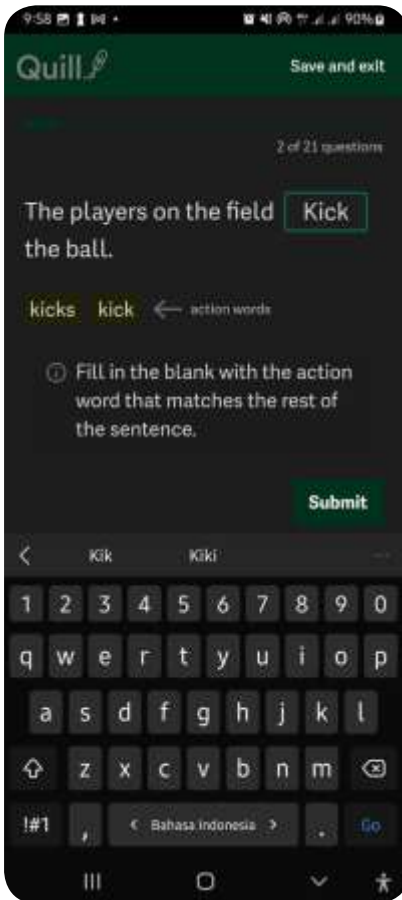 9:58
90%
Quill
Save and exit
2 of 21 questions
The players on the field Kick
the ball.
kicks kick ← action words
Fill in the blank with the action
word that matches the rest of
the sentence.
Submit
Kik Kiki
1 2 3 4 5 6 7 8 9 0
q w e r t y u i o p
a s d f g h j k l
z x c v b n m
!#1 , < Bahasa Indonesia > . Go